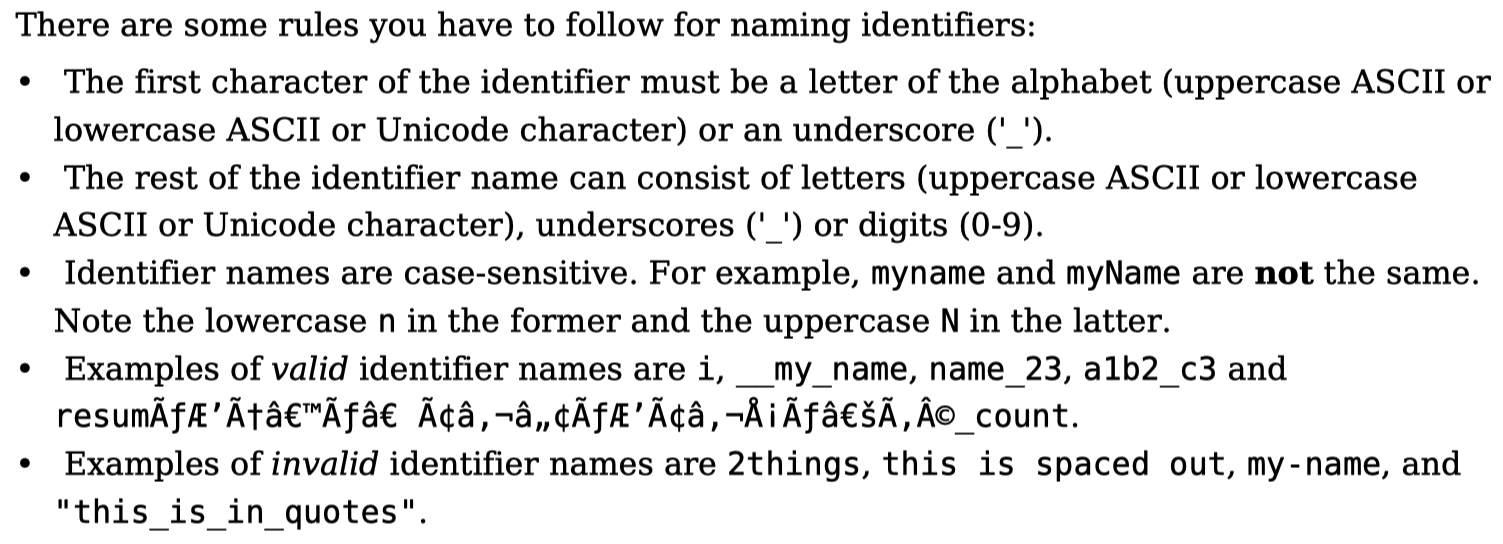 There are some rules you have to follow for naming identifiers:
• The first character of the identifier must be a letter of the alphabet (uppercase ASCII or
lowercase ASCII or Unicode character) or an underscore ('_').
• The rest of the identifier name can consist of letters (uppercase ASCII or lowercase
ASCII or Unicode character), underscores ('_') or digits (0-9).
• Identifier names are case-sensitive. For example, myname and myName are not the same.
Note the lowercase n in the former and the uppercase N in the latter.
• Examples of valid identifier names are i, __my_name, name_23, a1b2_c3 and
resumÃƒÆ’Ã†â€™Ãƒâ€ Ã¢â‚¬â„¢ÃƒÆ’Ã¢â‚¬Å¡Ãƒâ€šÃ‚Â©_count.
• Examples of invalid identifier names are 2things, this is spaced out, my-name, and
"this_is_in_quotes".